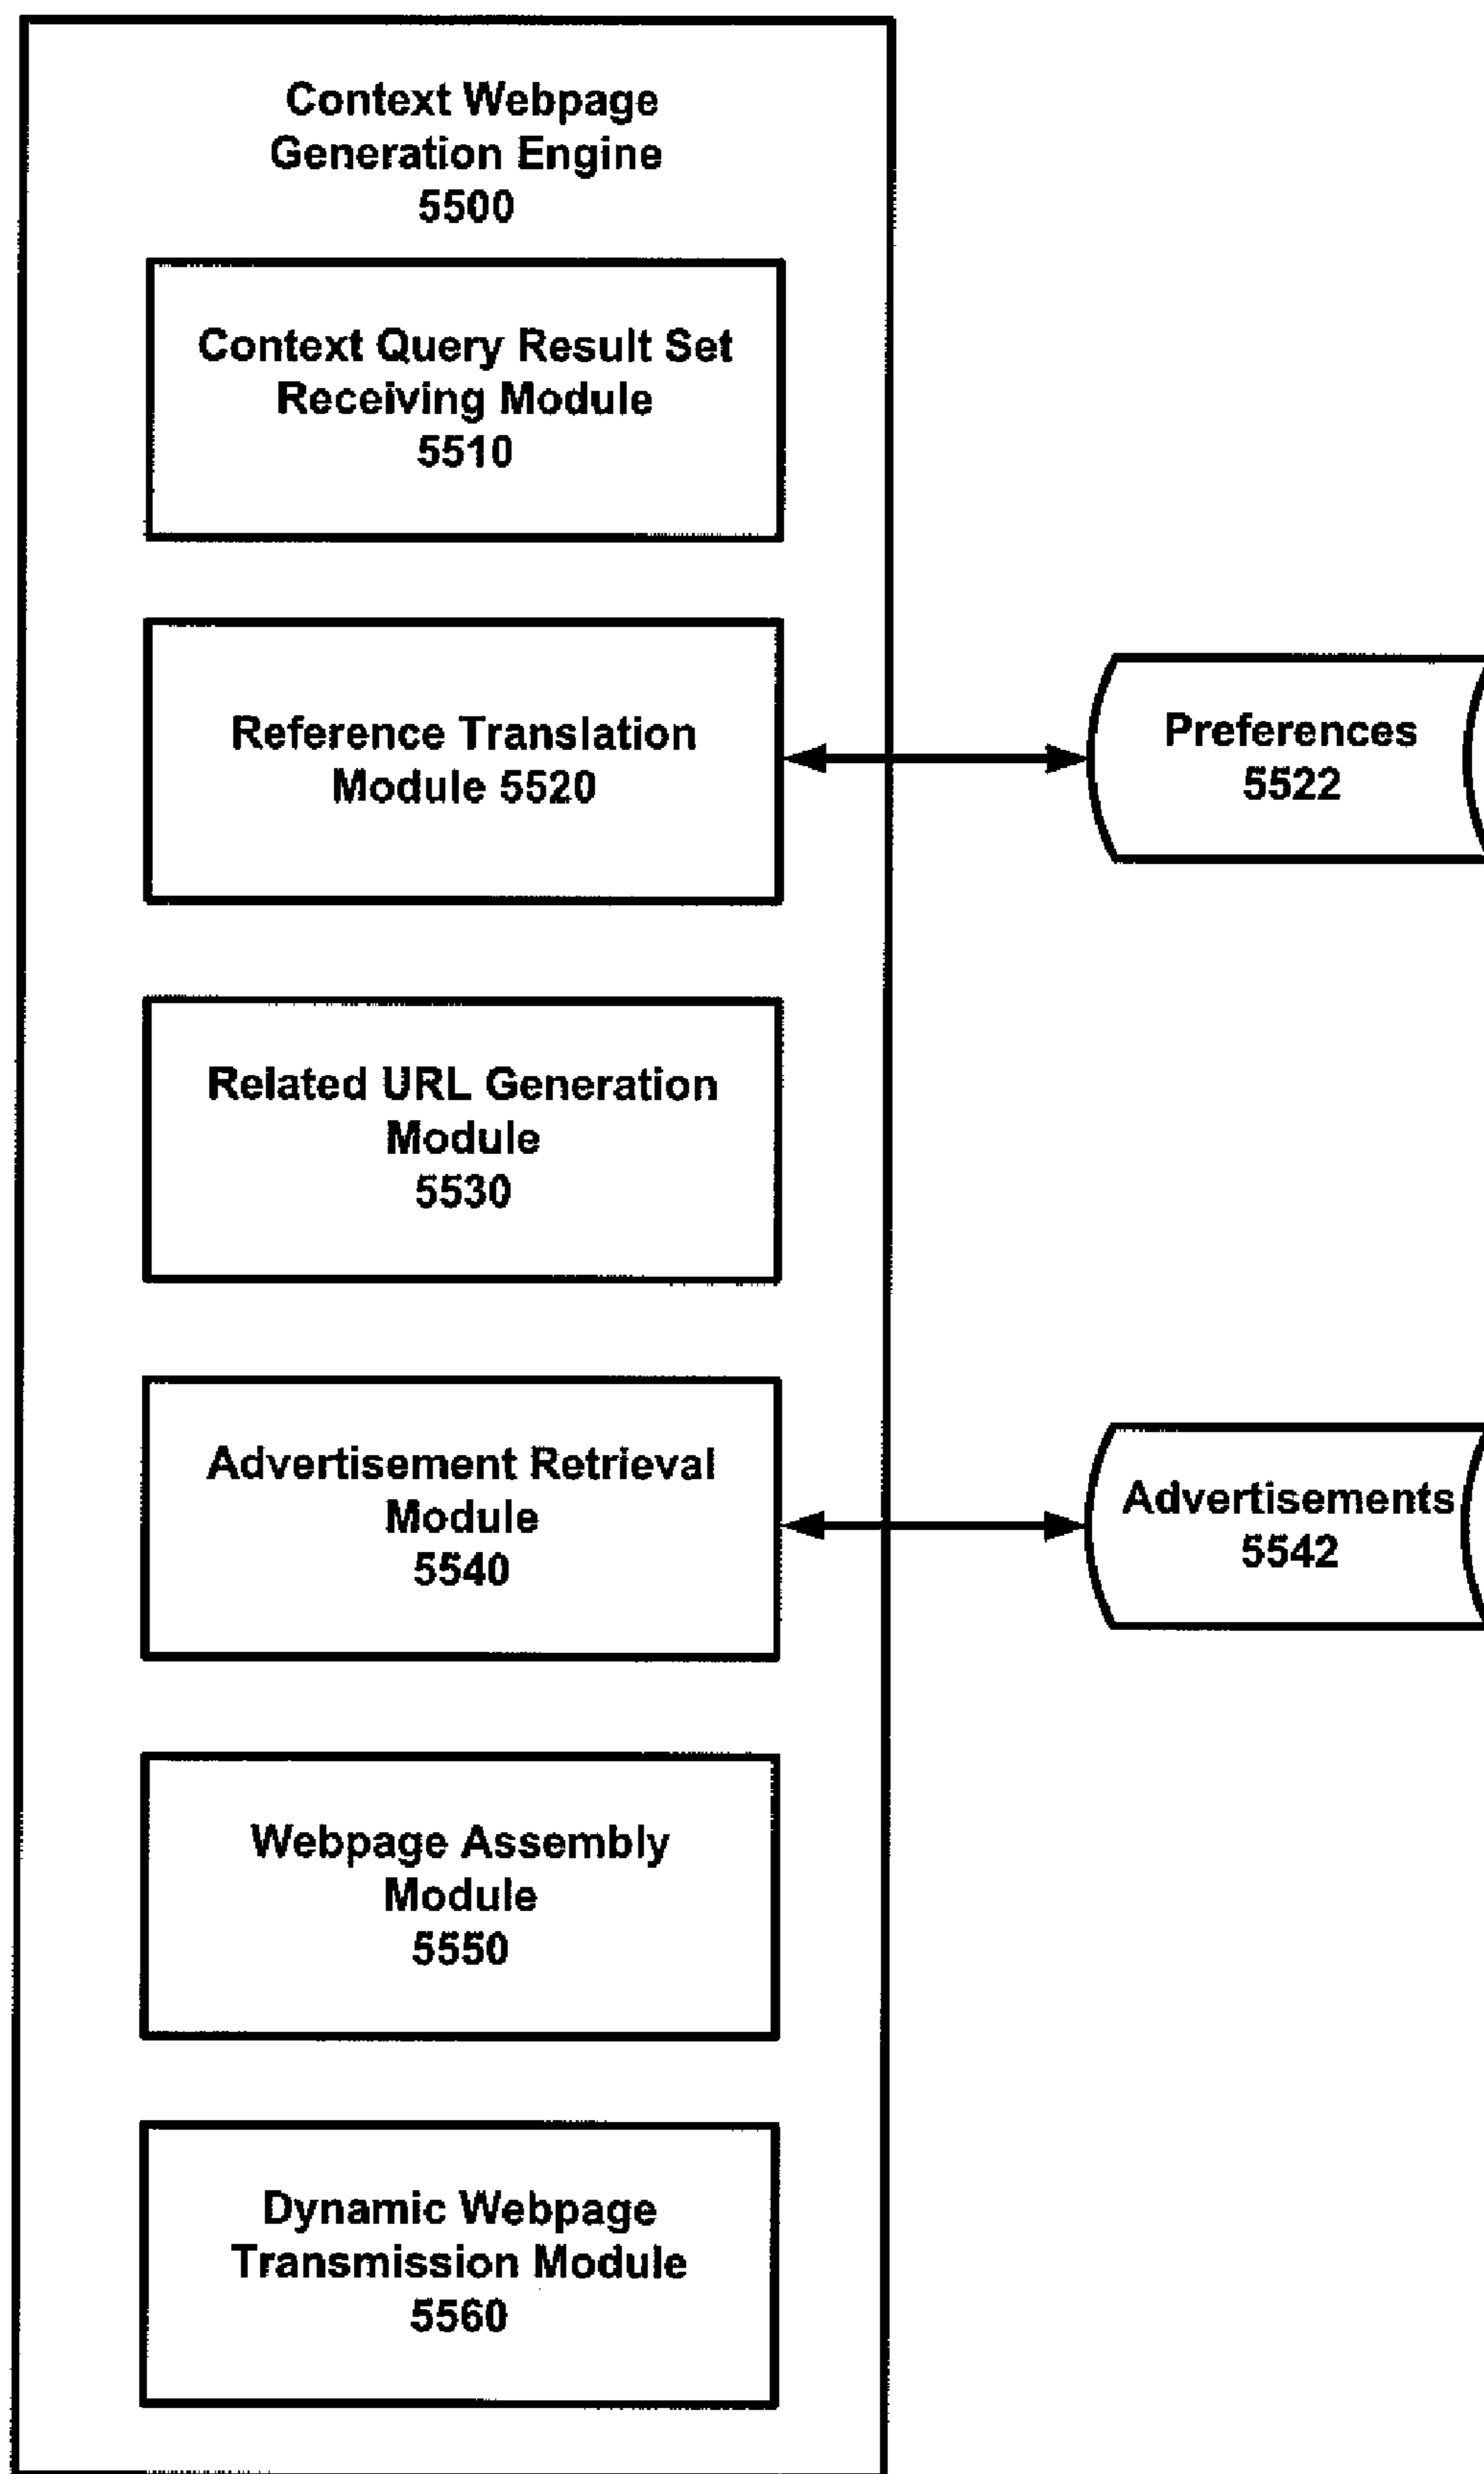 Context Webpage
Generation Engine
5500
Context Query Result Set
Receiving Module
5510
Reference Translation
Module 5520
Preferences
5522
Related URL Generation
Module
5530
Advertisement Retrieval
Module
5540
Advertisements
5542
Webpage Assembly
Module
5550
Dynamic Webpage
Transmission Module
5560